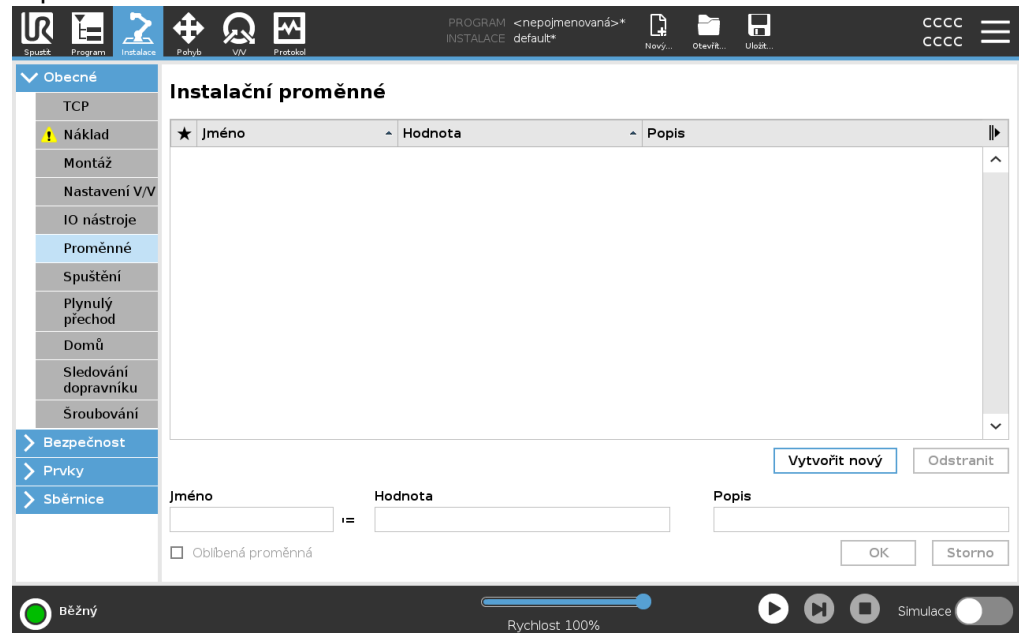 PROGRAM <nepojmenovaná>*
INSTALACE default*
CCCC
CCCC
Spustit Program Instalace Pohyb V/V Protokol Nový... Otevřít... Uložit...
Obecné
TCP
Náklad
Montáž
Nastavení V/V
IO nástroje
Proměnné
Spuštění
Plynulý
přechod
Domů
Sledování
dopravníku
Šroubování
Bezpečnost
Prvky
Sběrnice
Instalační proměnné
Jméno Hodnota Popis
Vytvořit nový Odstranit
Jméno Hodnota Popis
:=
Oblíbená proměnná OK Storno
Běžný
Rychlost 100%
Simulace